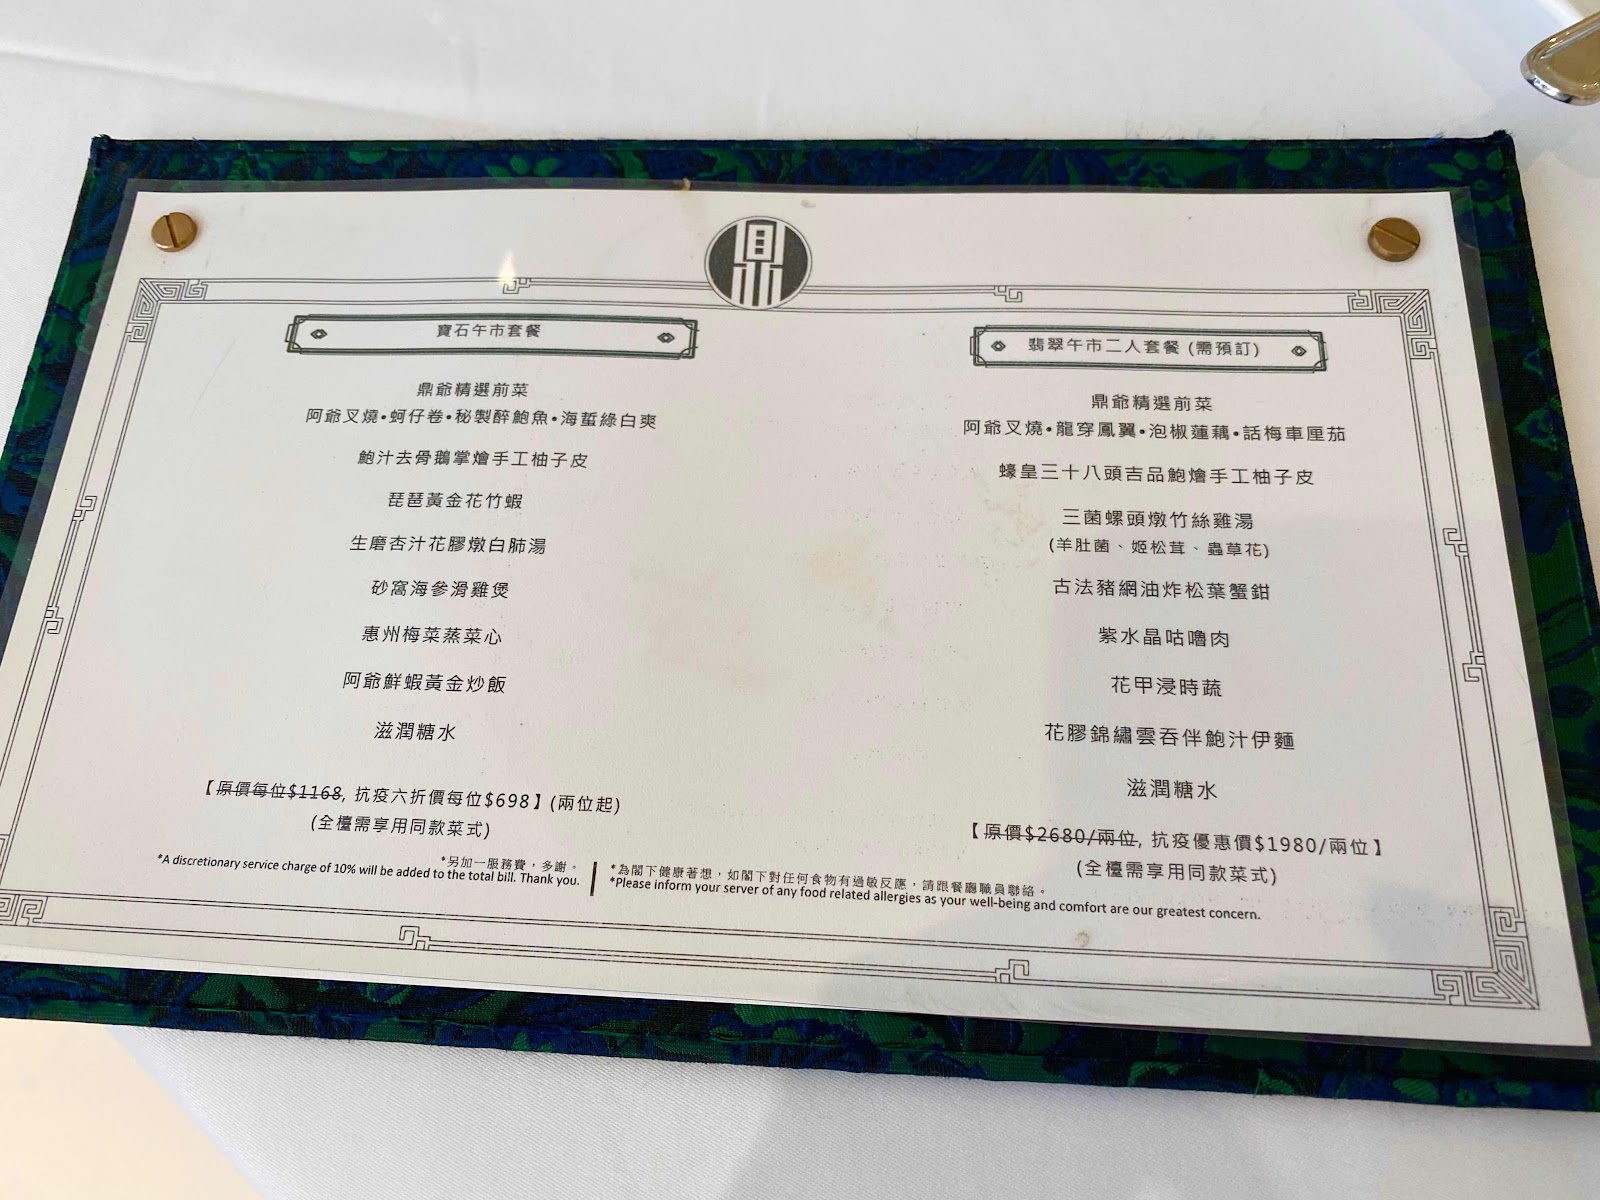 鼎
寶石午市套餐
鼎爺精選前菜
阿爺叉燒•蚵仔卷•秘製醉鮑魚•海蜇綠白爽
鮑汁去骨鵝掌燴手工柚子皮
琵琶黃金花竹蝦
生磨杏汁花膠燉白肺湯
砂窩海參滑雞煲
惠州梅菜蒸菜心
阿爺鮮蝦黃金炒飯
滋潤糖水
【原價每位$1168, 抗疫六折價每位$698】(兩位起)
(全檯需享用同款菜式)
*另加一服務費，多謝。
*A discretionary service charge of 10% will be added to the total bill. Thank you.
翡翠午市二人套餐 (需預訂)
鼎爺精選前菜
阿爺叉燒•龍穿鳳翼•泡椒蓮藕•話梅車厘茄
蠔皇三十八頭吉品鮑燴手工柚子皮
三菌螺頭燉竹絲雞湯
(羊肚菌、姬松茸、蟲草花)
古法豬網油炸松葉蟹鉗
紫水晶咕嚕肉
花甲浸時蔬
花膠錦繡雲吞伴鮑汁伊麵
滋潤糖水
【原價$2680/兩位, 抗疫優惠價$1980/兩位】
(全檯需享用同款菜式)
*為閣下健康著想，如閣下對任何食物有過敏反應，請跟餐廳職員聯絡。
*Please inform your server of any food related allergies as your well-being and comfort are our greatest concern.